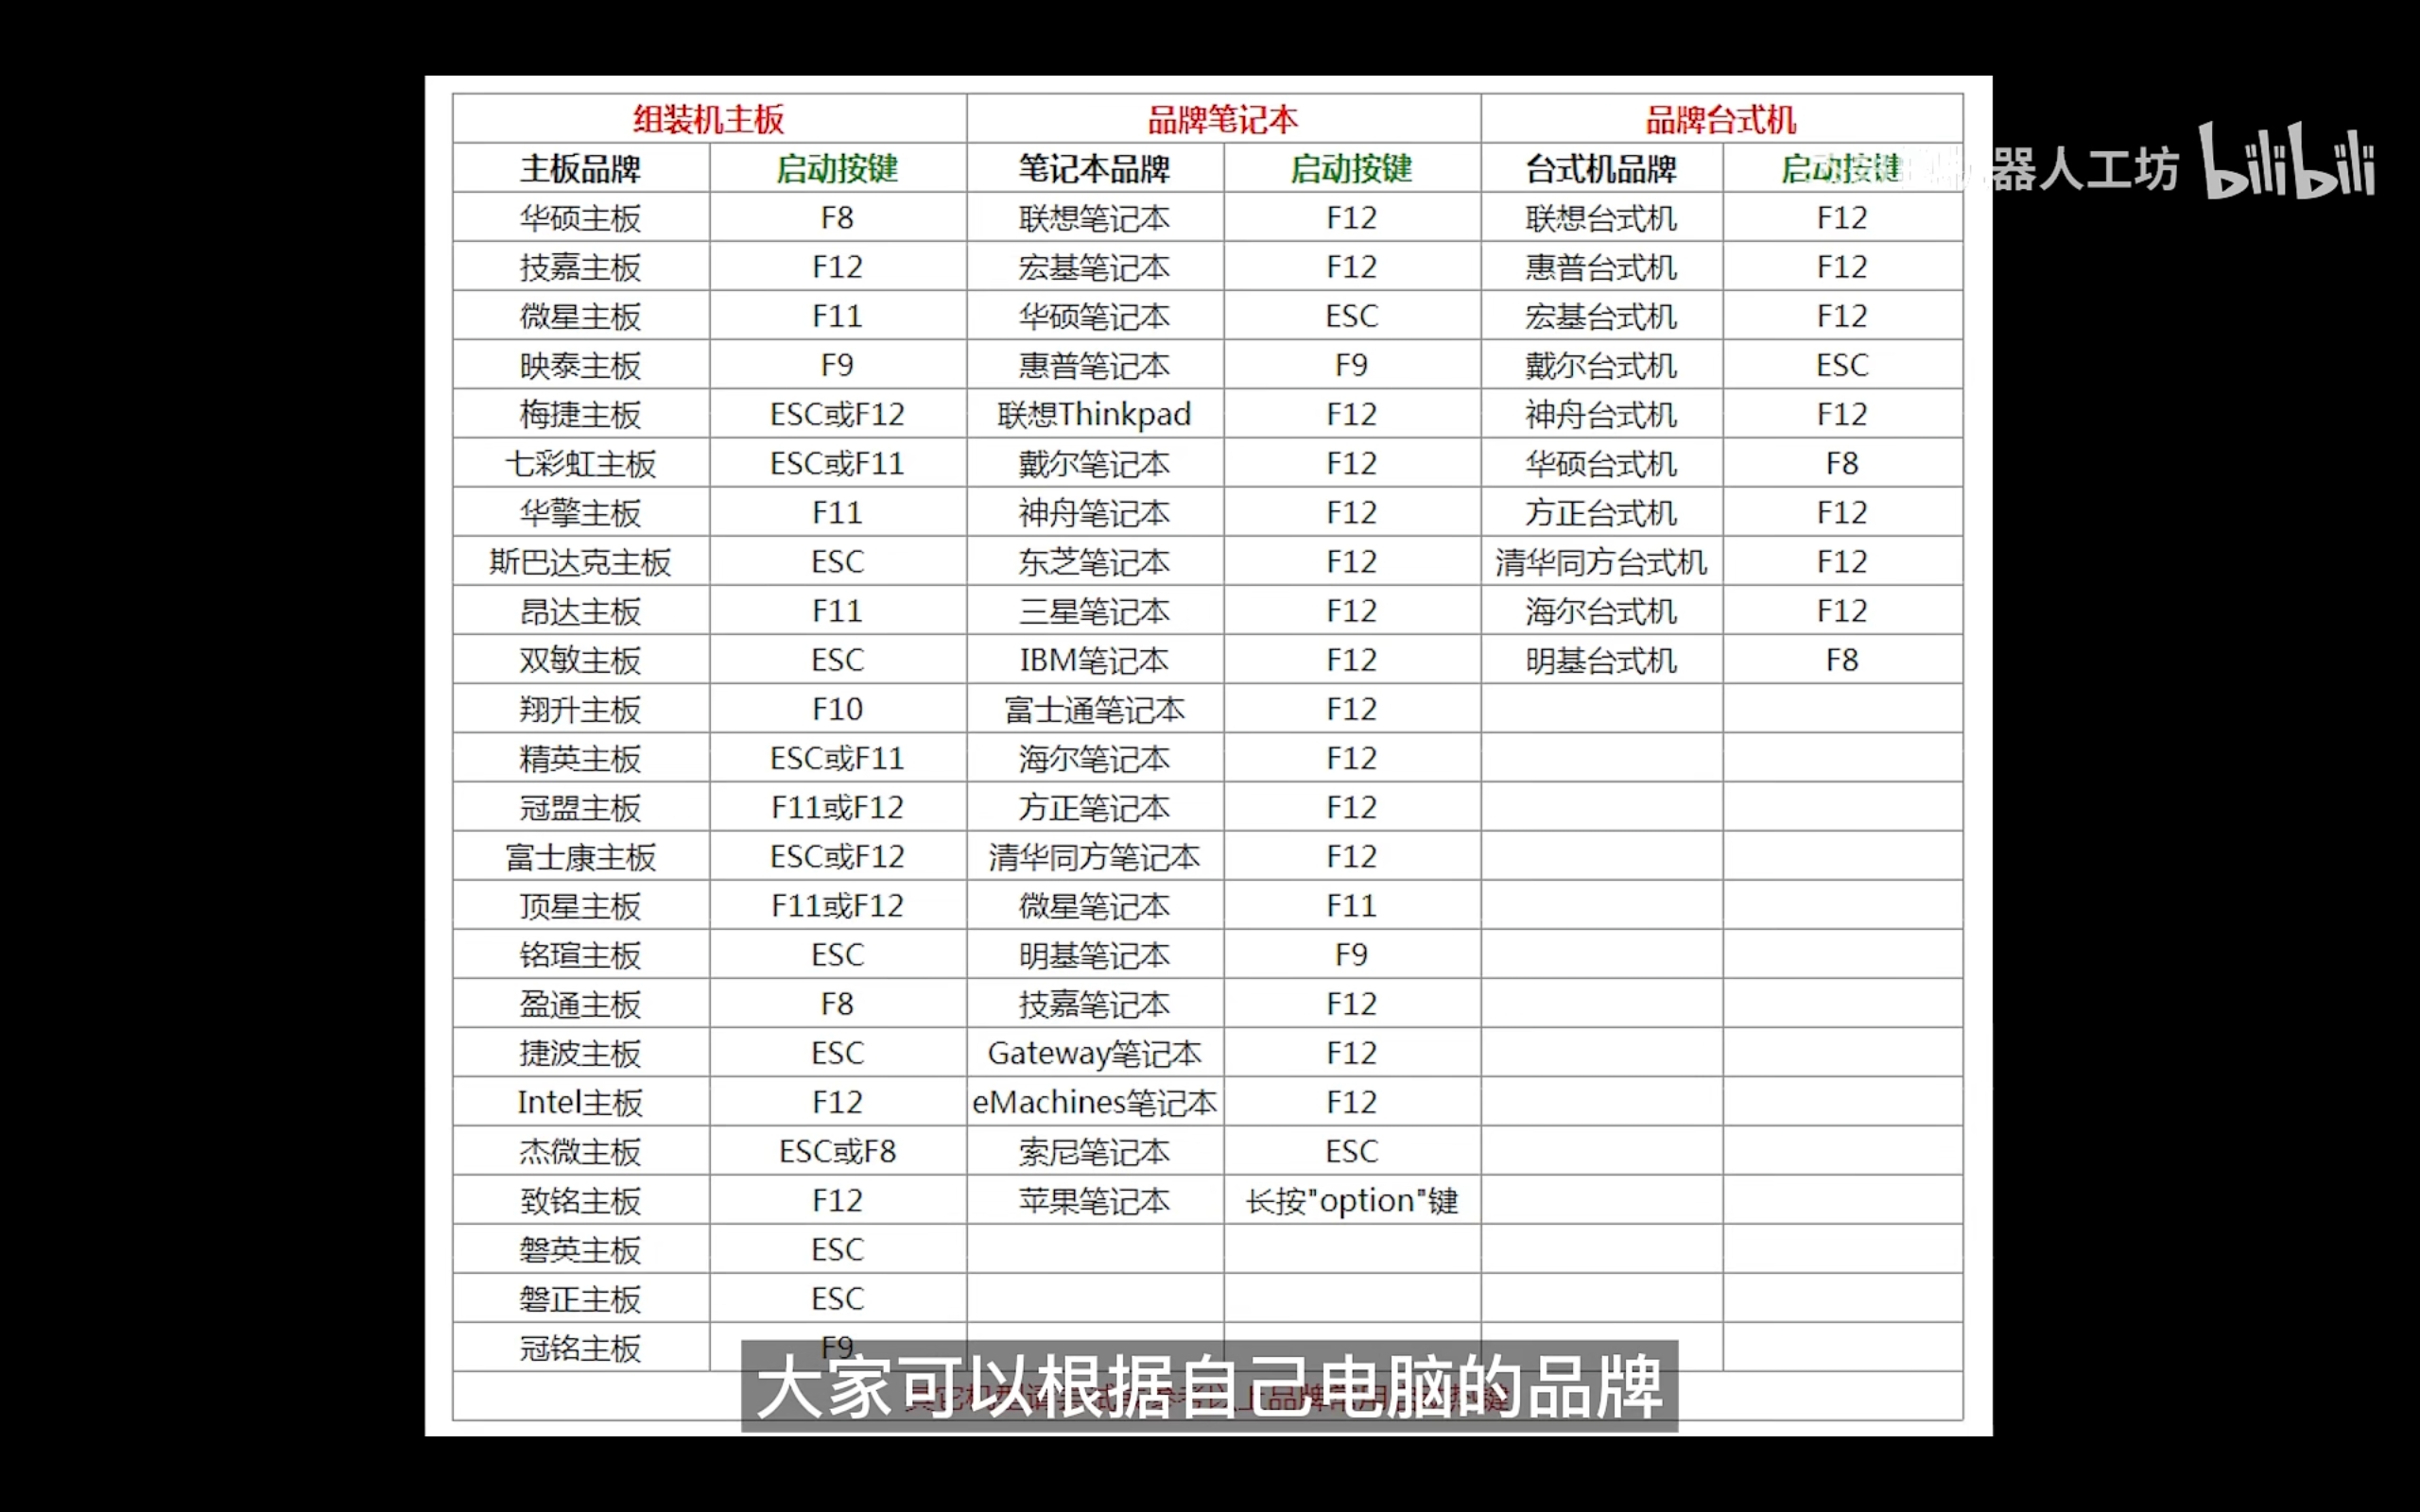 组装机主板 品牌笔记本 品牌台式机
主板品牌 启动按键 笔记本品牌 启动按键 台式机品牌 启动按键
器人工坊 bilibili
华硕主板 F8 联想笔记本 F12 联想台式机 F12
技嘉主板 F12 宏基笔记本 F12 惠普台式机 F12
微星主板 F11 华硕笔记本 ESC 宏基台式机 F12
映泰主板 F9 惠普笔记本 F9 戴尔台式机 ESC
梅捷主板 ESC或F12 联想Thinkpad F12 神舟台式机 F12
七彩虹主板 ESC或F11 戴尔笔记本 F12 华硕台式机 F8
华擎主板 F11 神舟笔记本 F12 方正台式机 F12
斯巴达克主板 ESC 东芝笔记本 F12 清华同方台式机 F12
昂达主板 F11 三星笔记本 F12 海尔台式机 F12
双敏主板 ESC IBM笔记本 F12 明基台式机 F8
翔升主板 F10 富士通笔记本 F12
精英主板 ESC或F11 海尔笔记本 F12
冠盟主板 F11或F12 方正笔记本 F12
富士康主板 ESC或F12 清华同方笔记本 F12
顶星主板 F11或F12 微星笔记本 F11
铭瑄主板 ESC 明基笔记本 F9
盈通主板 F8 技嘉笔记本 F12
捷波主板 ESC Gateway笔记本 F12
Intel主板 F12 eMachines笔记本 F12
杰微主板 ESC或F8 索尼笔记本 ESC
致铭主板 F12 苹果笔记本 长按"option"键
磐英主板 ESC
磐正主板 ESC
冠铭主板 F9
大家可以根据自己电脑的品牌